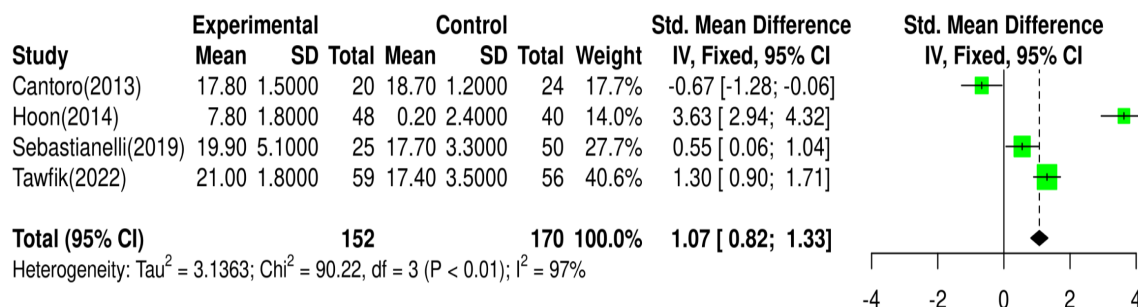 Experimental Control Std. Mean Difference Std. Mean Difference
Study Mean SD Total Mean SD Total Weight IV, Fixed, 95% CI IV, Fixed, 95% CI
Cantoro(2013) 17.80 1.5000 20 18.70 1.2000 24 17.7% -0.67 [-1.28; -0.06]
Hoon(2014) 7.80 1.8000 48 0.20 2.4000 40 14.0% 3.63 [ 2.94; 4.32]
Sebastianelli(2019) 19.90 5.1000 25 17.70 3.3000 50 27.7% 0.55 [ 0.06; 1.04]
Tawfik(2022) 21.00 1.8000 59 17.40 3.5000 56 40.6% 1.30 [ 0.90; 1.71]
Total (95% CI) 152 170 100.0% 1.07 [ 0.82; 1.33]
Heterogeneity: Tau² = 3.1363; Chi² = 90.22, df = 3 (P < 0.01); I² = 97%
-4 -2 0 2 4